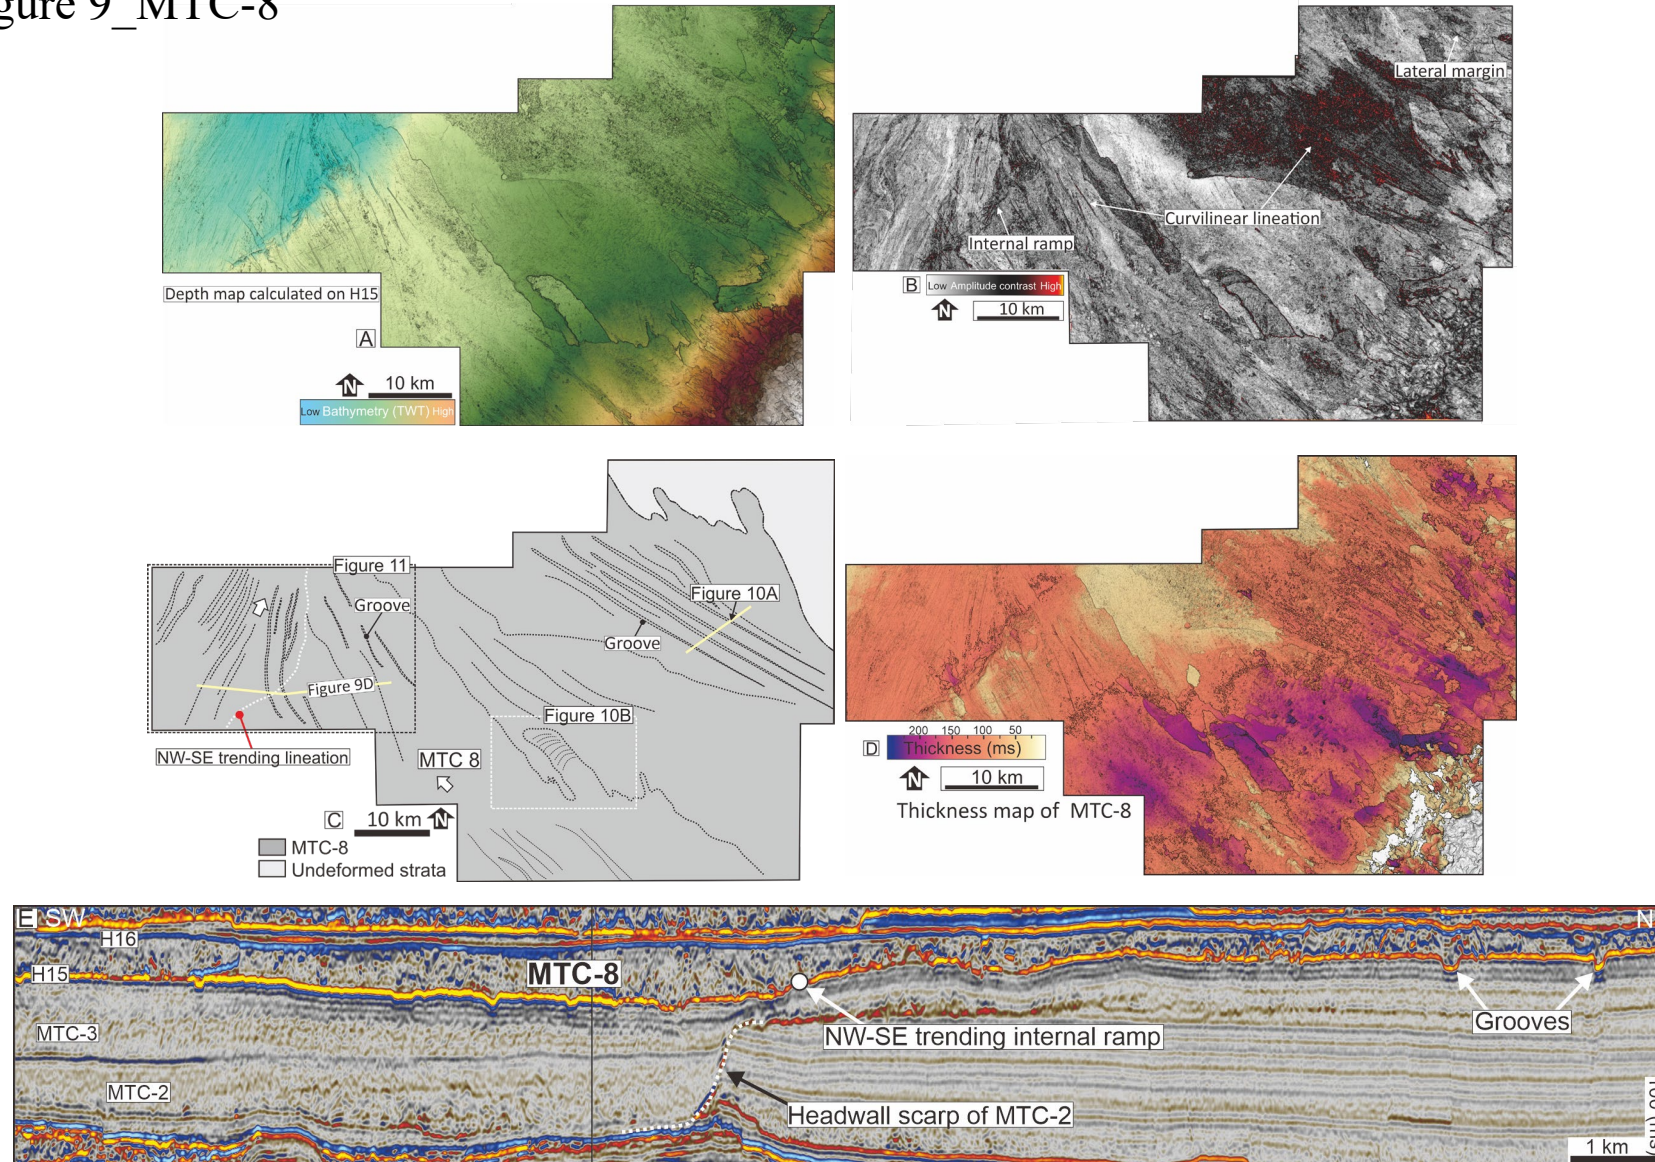 gure 9_MTC-8
Lateral margin
Curvilinear lineation
Internal ramp
Depth map calculated on H15
A
N
10 km
Low Bathymetry (TWT) High
B
Low Amplitude contrast High
N
10 km
Figure 11
Groove
Figure 10A
Groove
Figure 9D
Figure 10B
NW-SE trending lineation
MTC 8
C
10 km
N
MTC-8
Undeformed strata
200 150 100 50
D
Thickness (ms)
N
10 km
Thickness map of MTC-8
E SW
N
H16
H15
MTC-8
MTC-3
NW-SE trending internal ramp
Grooves
MTC-2
Headwall scarp of MTC-2
1 km